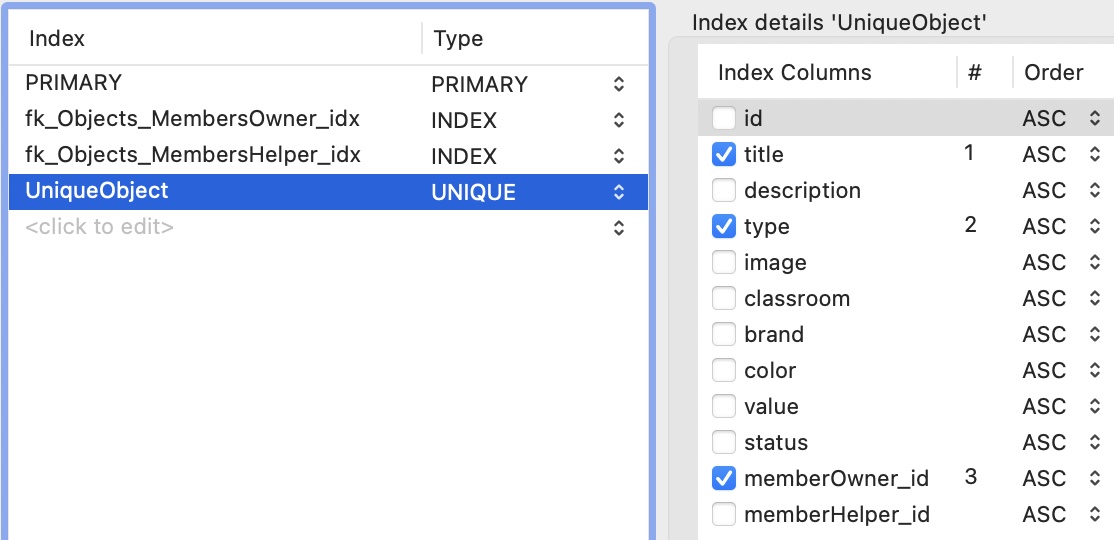 Index Type
PRIMARY PRIMARY
fk_Objects_MembersOwner_idx INDEX
fk_Objects_MembersHelper_idx INDEX
UniqueObject UNIQUE
<click to edit>
Index details 'UniqueObject'
Index Columns # Order
id ASC
title 1 ASC
description ASC
type 2 ASC
image ASC
classroom ASC
brand ASC
color ASC
value ASC
status ASC
memberOwner_id 3 ASC
memberHelper_id ASC